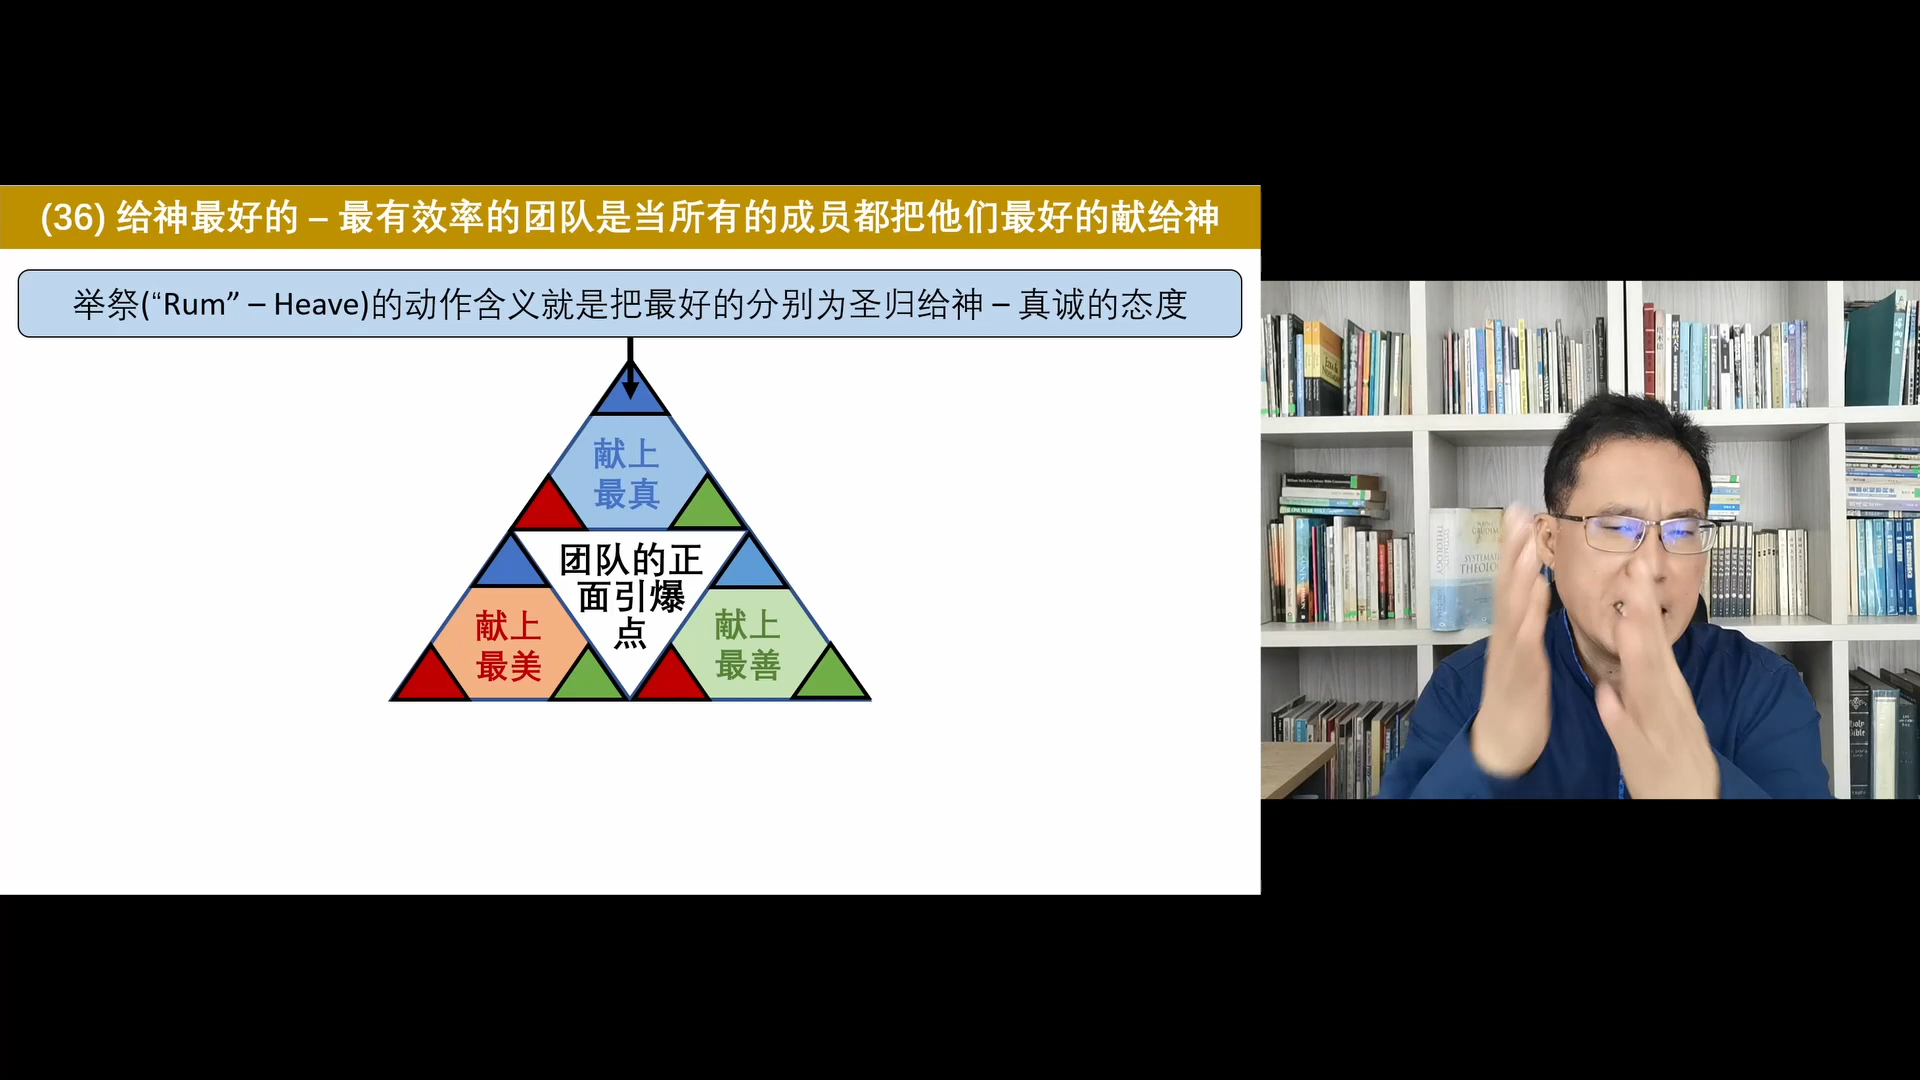 (36) 给神最好的 – 最有效率的团队是当所有的成员都把他们最好的献给神
举祭(“Rum” – Heave)的动作含义就是把最好的分别为圣归给神 – 真诚的态度
献上
最真
团队的正
面引爆
点
献上
最美
献上
最善
SYSTEMATIC
THEOLOGY
Holy
Bible